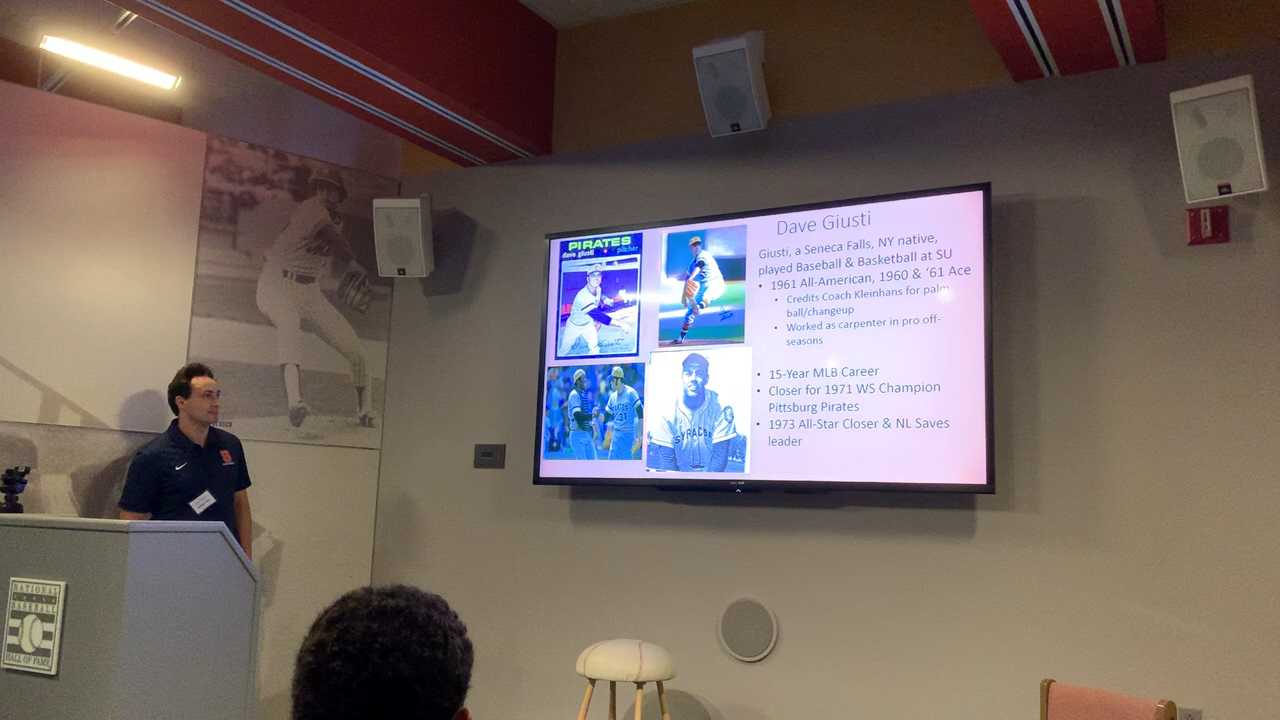 Dave Giusti
PIRATES
dave giusti pitcher
Giusti, a Seneca Falls, NY native,
played Baseball & Basketball at SU
• 1961 All-American, 1960 & ‘61 Ace
• Credits Coach Kleinhans for palm
ball/changeup
• Worked as carpenter in pro off-
seasons
• 15-Year MLB Career
• Closer for 1971 WS Champion
Pittsburg Pirates
• 1973 All-Star Closer & NL Saves
leader
31
SYRACUSE
NATIONAL
BASEBALL
HALL OF FAME